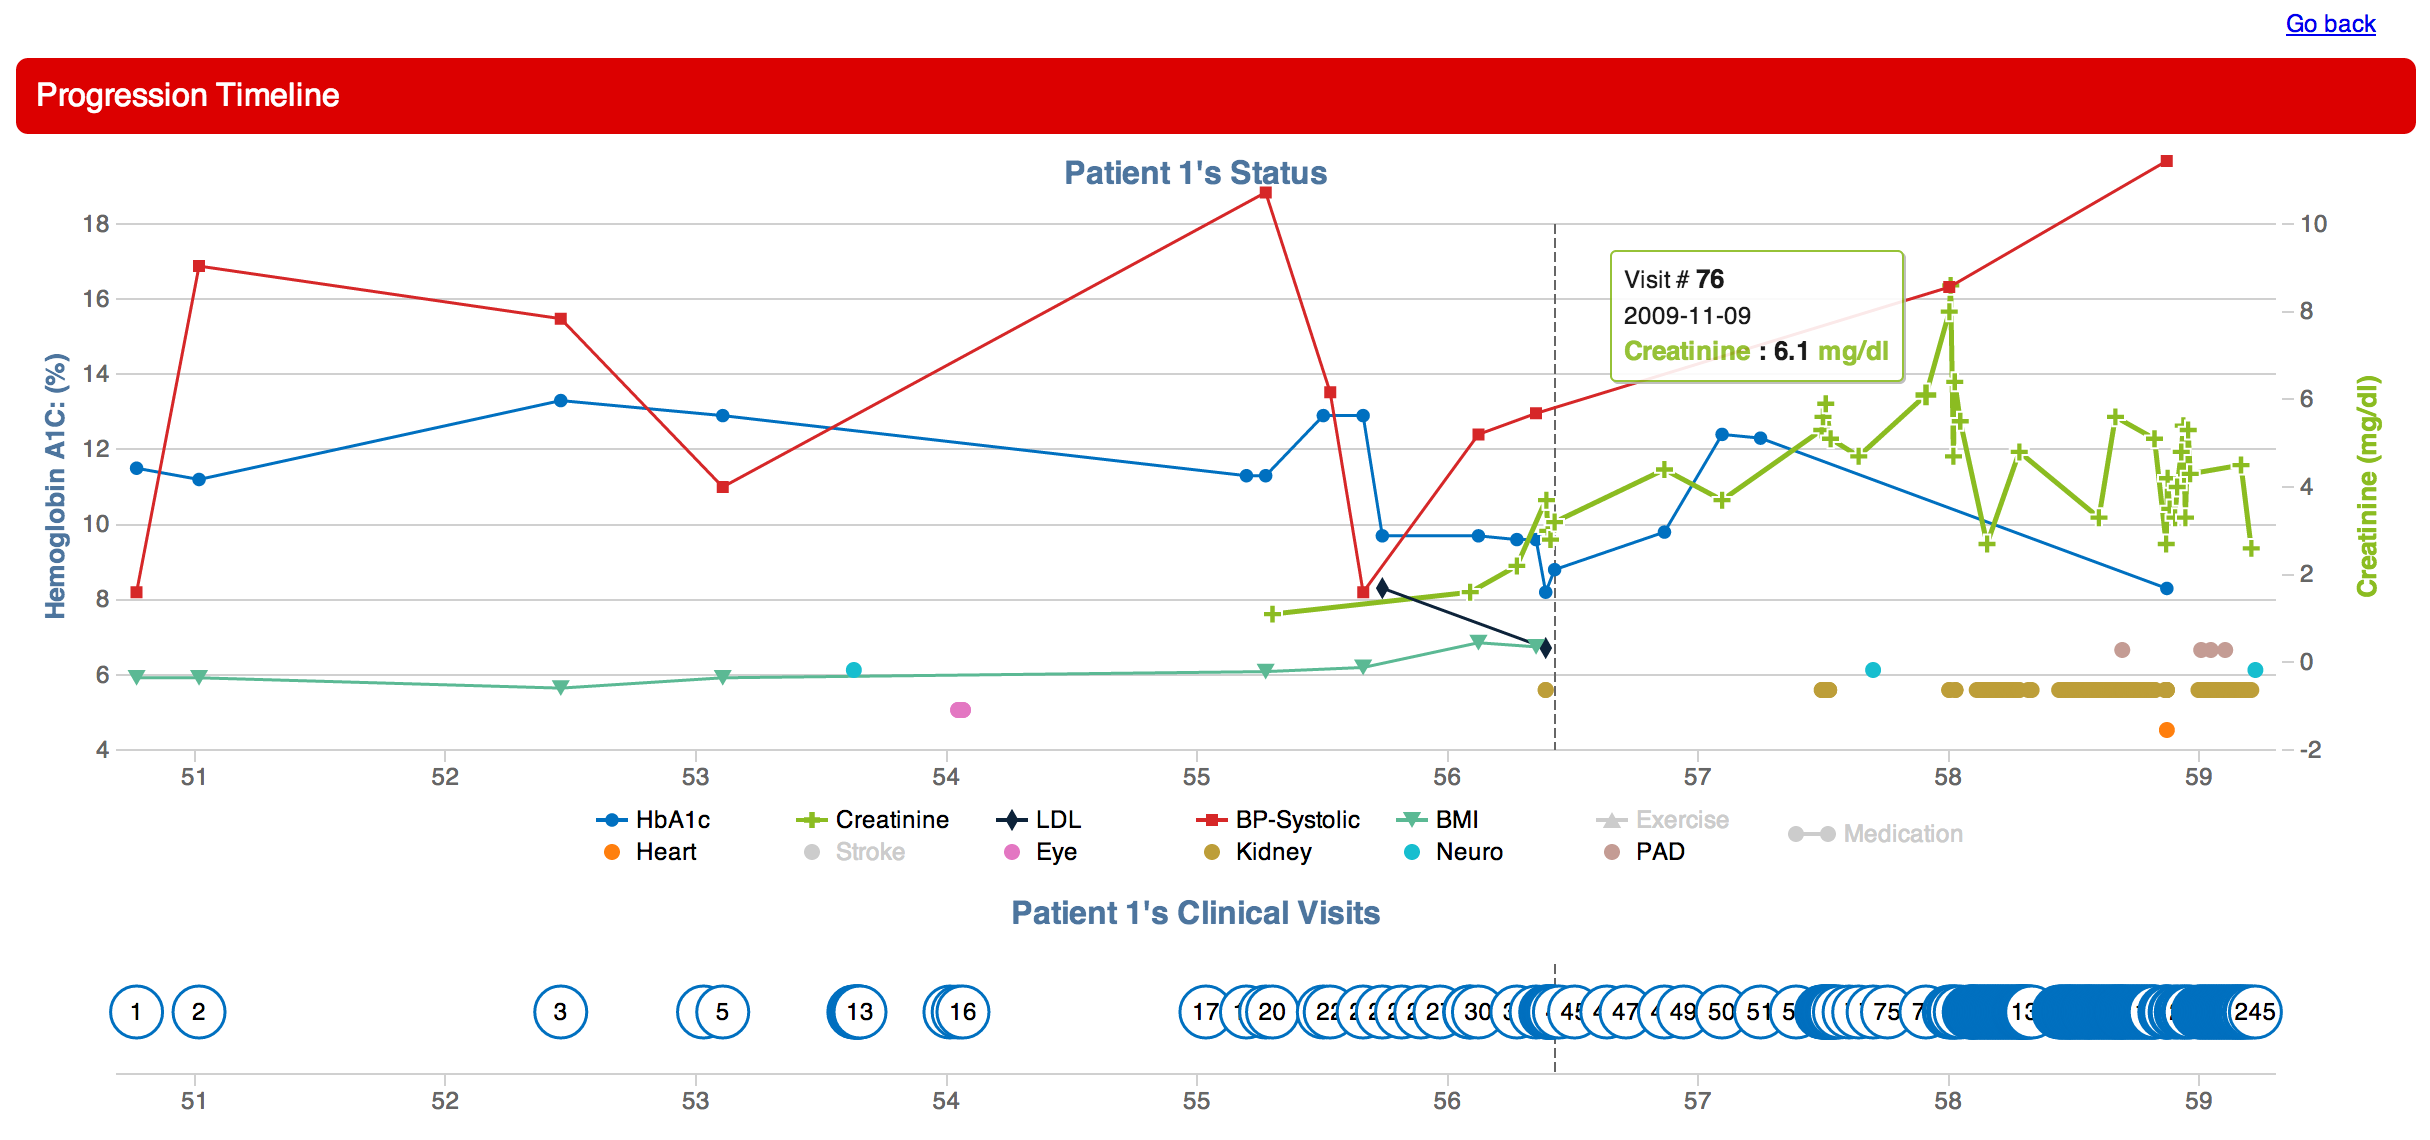 Go back
Progression Timeline
Patient 1's Status
18
16
14
12
10
8
6
4
Hemoglobin A1C: (%)
10
8
6
4
2
0
-2
Creatinine (mg/dl)
Visit # 76
2009-11-09
Creatinine : 6.1 mg/dl
51 52 53 54 55 56 57 58 59
HbA1c Creatinine LDL BP-Systolic BMI Exercise Medication
Heart Stroke Eye Kidney Neuro PAD
Patient 1's Clinical Visits
1 2 3 5 13 16 17 20 22 30 45 47 49 50 51 75 245
51 52 53 54 55 56 57 58 59